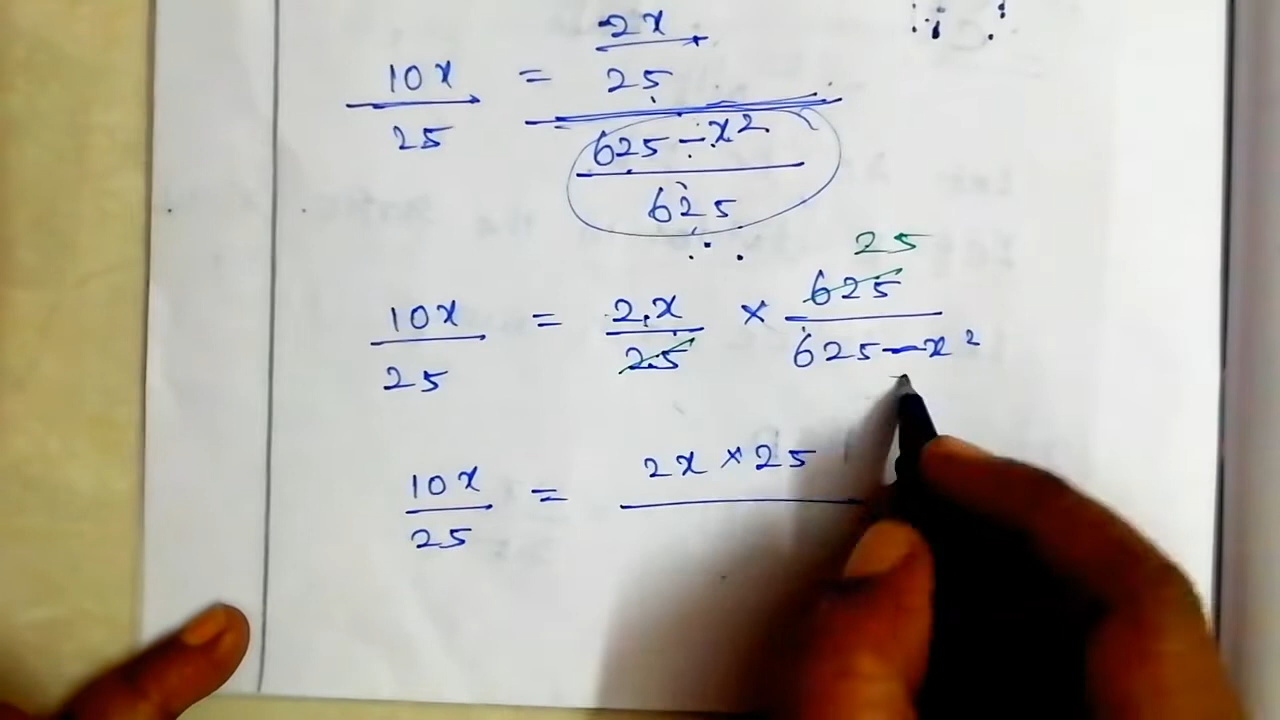 10x/25 = (2x/25)/((625-x²)/625)
10x/25 = 2x/25 × 625/(625-x²)
25
10x/25 = 2x×25